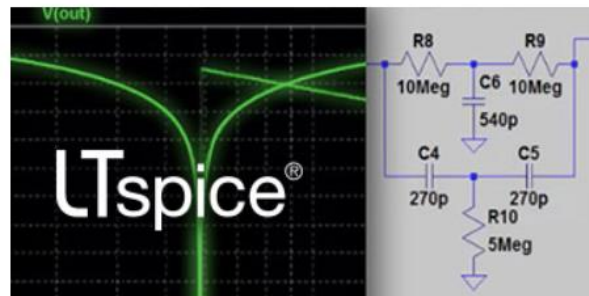 V(out)
LTspice®
R8
R9
10Meg
C6
10Meg
540p
C4
C5
270p
270p
R10
5Meg